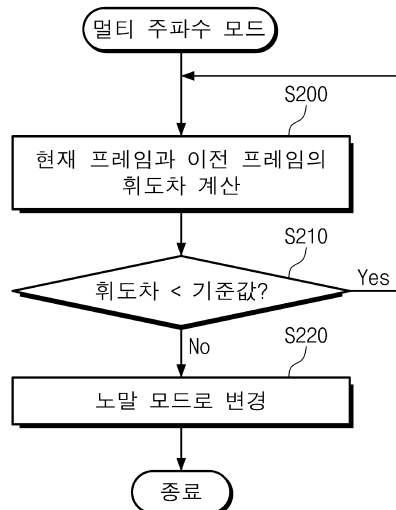 멀티 주파수 모드
S200
현재 프레임과 이전 프레임의
휘도차 계산
S210
휘도차 < 기준값?
Yes
No
S220
노말 모드로 변경
종료